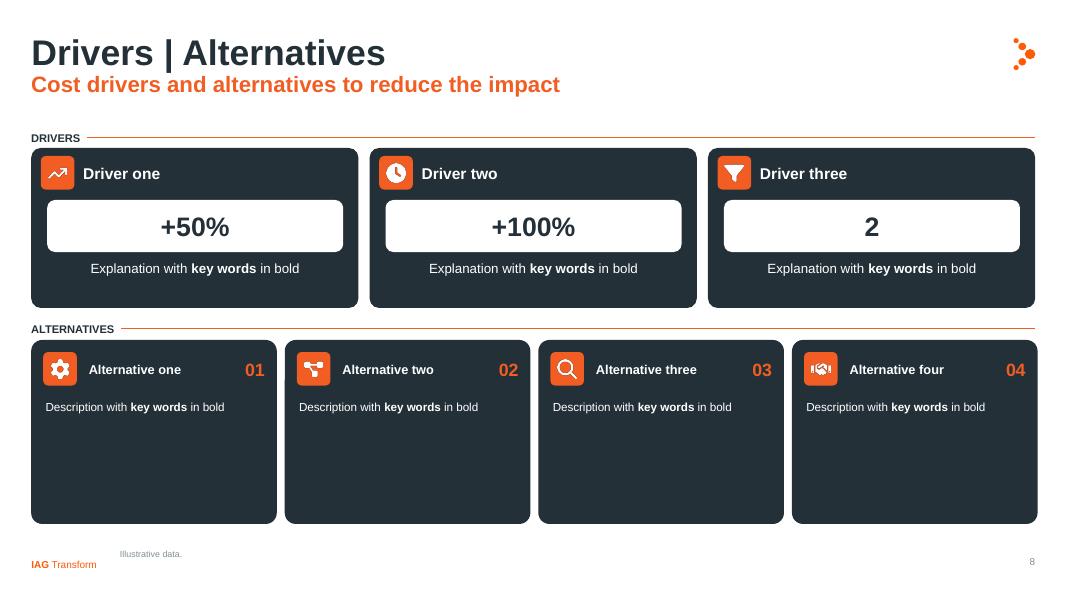 Drivers | Alternatives
Cost drivers and alternatives to reduce the impact
DRIVERS
Driver one
+50%
Explanation with key words in bold
Driver two
+100%
Explanation with key words in bold
Driver three
2
Explanation with key words in bold
ALTERNATIVES
Alternative one 01
Description with key words in bold
Alternative two 02
Description with key words in bold
Alternative three 03
Description with key words in bold
Alternative four 04
Description with key words in bold
Illustrative data.
IAG Transform
8